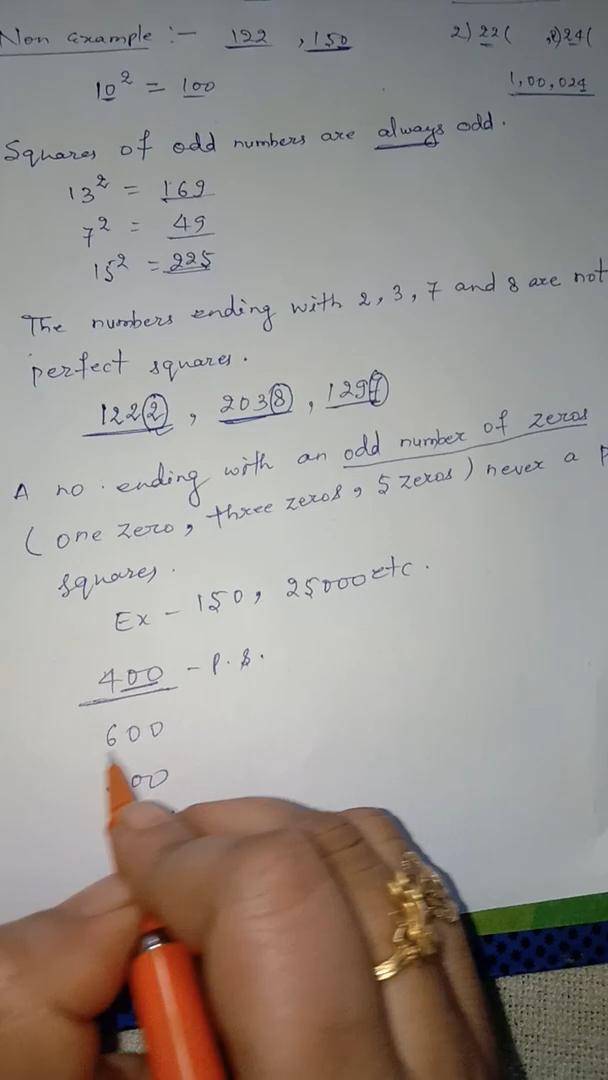 Non example :- 122 , 150 2) 22 ( , 2) 24 (
10² = 100 1,00,024
Squares of odd numbers are always odd.
13² = 169
7² = 49
15² = 225
The numbers ending with 2, 3, 7 and 8 are not
perfect squares.
1222 , 2038 , 1297
A no. ending with an odd number of zeros
( one zero, three zeros, 5 zeros ) never a p
squares.
Ex - 150, 25000 etc.
400 - P.S.
600
00